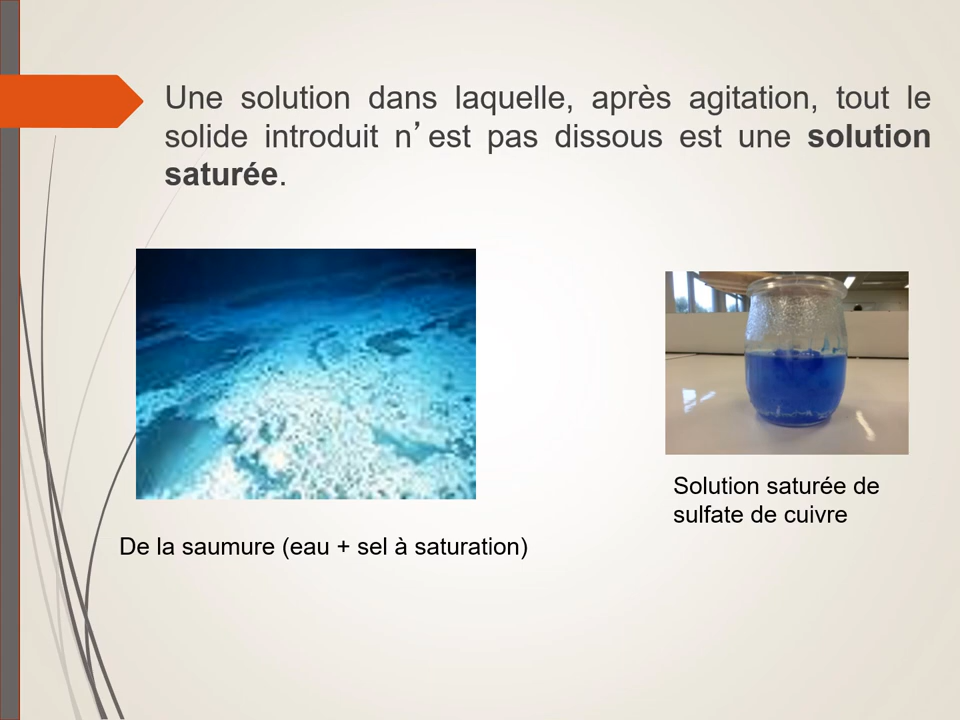 Une solution dans laquelle, après agitation, tout le
solide introduit n’est pas dissous est une solution
saturée.
Solution saturée de
sulfate de cuivre
De la saumure (eau + sel à saturation)